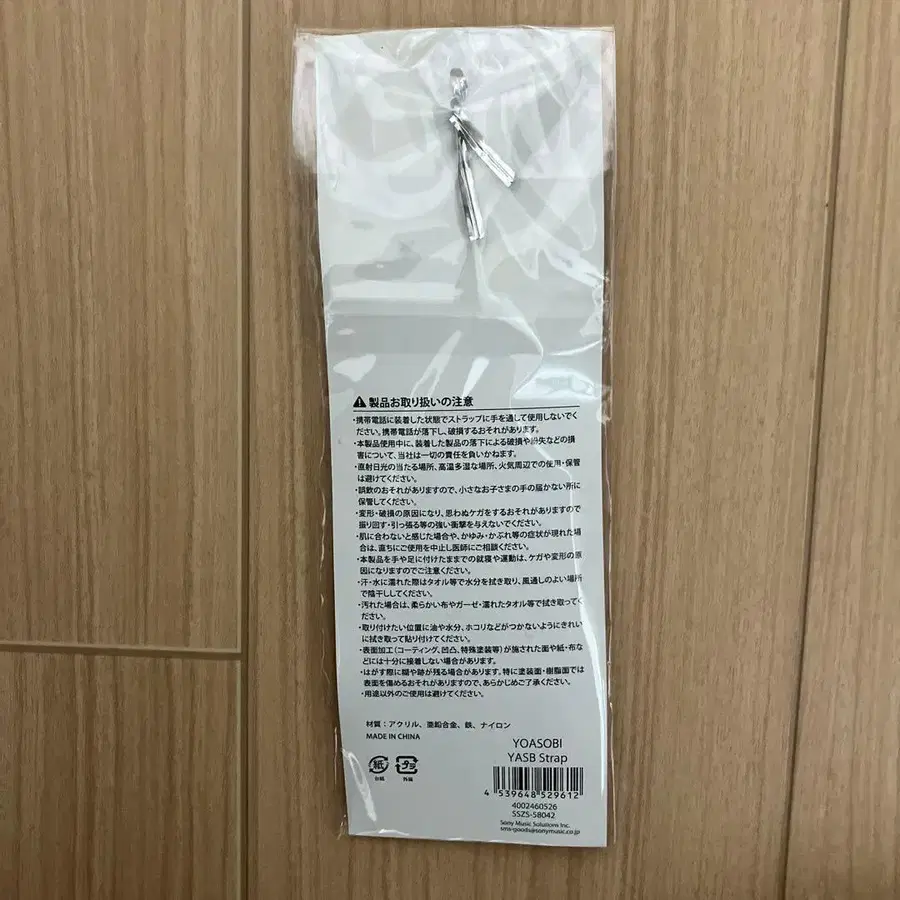 製品お取り扱いの注意
・携帯電話に装着した状態でストラップに手を通して使用しないでく
ださい。携帯電話が落下し、破損するおそれがあります。
・本製品使用中に、装着した製品の落下による破損や紛失などの損
害について、当社は一切の責任を負いかねます。
・直射日光の当たる場所、高温多湿な場所、火気周辺での使用・保管
は避けてください。
・誤飲のおそれがありますので、小さなお子さまの手の届かない所に
保管してください。
・変形・破損の原因になり、思わぬケガをするおそれがありますので
振り回す・引っ張る等の強い衝撃を与えないでください。
・肌に合わないと感じた場合や、かゆみ・かぶれ等の症状が現れた場
合は、直ちにご使用を中止し医師にご相談ください。
・本製品を手や足に付けたままでの就寝や運動は、ケガや変形の原
因になりますのでご注意ください。
・汗・水に濡れた際はタオル等で水分を拭き取り、風通しのよい場所
で陰干ししてください。
・汚れた場合は、柔らかい布やガーゼ・濡れたタオル等で拭き取ってく
ださい。
・取り付けたい位置に油や水分、ホコリなどがつかないようにきれい
に拭き取って貼り付けてください。
・表面加工(コーティング、凹凸、特殊塗装等)が施された面や紙・布な
どには十分に接着しない場合があります。
・はがす際に糊や跡が残る場合があります。特に塗装面・樹脂面では
表面を傷めるおそれがありますので、あらかじめご了承ください。
・用途以外のご使用は避けてください。
材質：アクリル、亜鉛合金、鉄、ナイロン
MADE IN CHINA
紙
台紙
プラ
外装
YOASOBI
YASB Strap
4 539648 529612
4002460526
SSZS-58042
Sony Music Solutions Inc.
sms-goods@sonymusic.co.jp